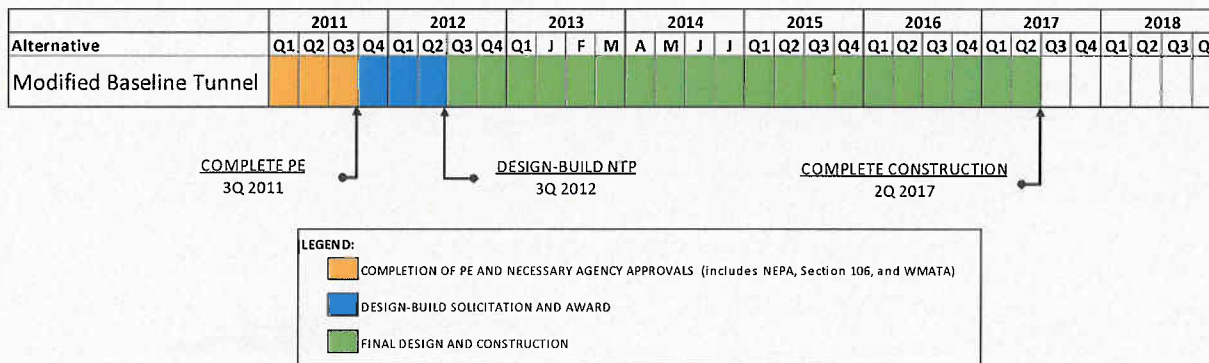 2011 2012 2013 2014 2015 2016 2017 2018
Alternative Q1 Q2 Q3 Q4 Q1 Q2 Q3 Q4 Q1 J F M A M J J Q1 Q2 Q3 Q4 Q1 Q2 Q3 Q4 Q1 Q2 Q3 Q4 Q1 Q2 Q3 Q
Modified Baseline Tunnel
COMPLETE PE DESIGN-BUILD NTP COMPLETE CONSTRUCTION
3Q 2011 3Q 2012 2Q 2017
LEGEND:
COMPLETION OF PE AND NECESSARY AGENCY APPROVALS (includes NEPA, Section 106, and WMATA)
DESIGN-BUILD SOLICITATION AND AWARD
FINAL DESIGN AND CONSTRUCTION